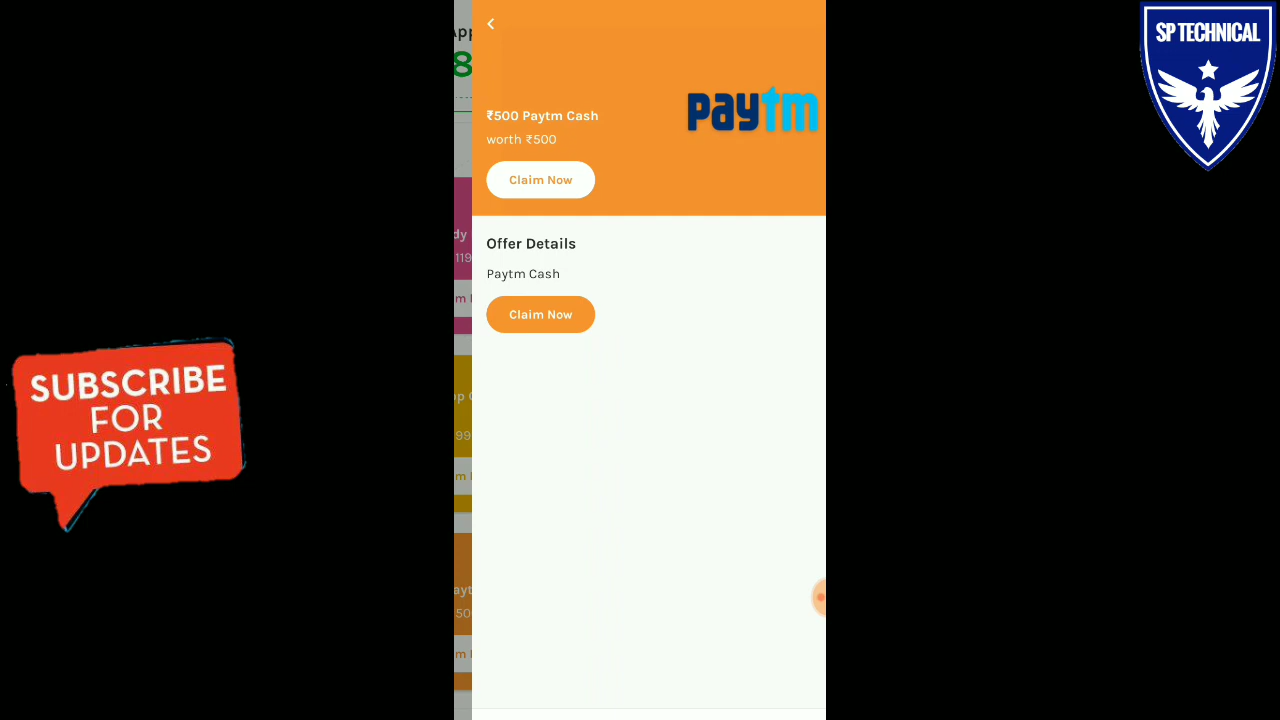 ₹500 Paytm Cash
worth ₹500
paytm
Claim Now
Offer Details
Paytm Cash
Claim Now
SUBSCRIBE
FOR
UPDATES
SP TECHNICAL